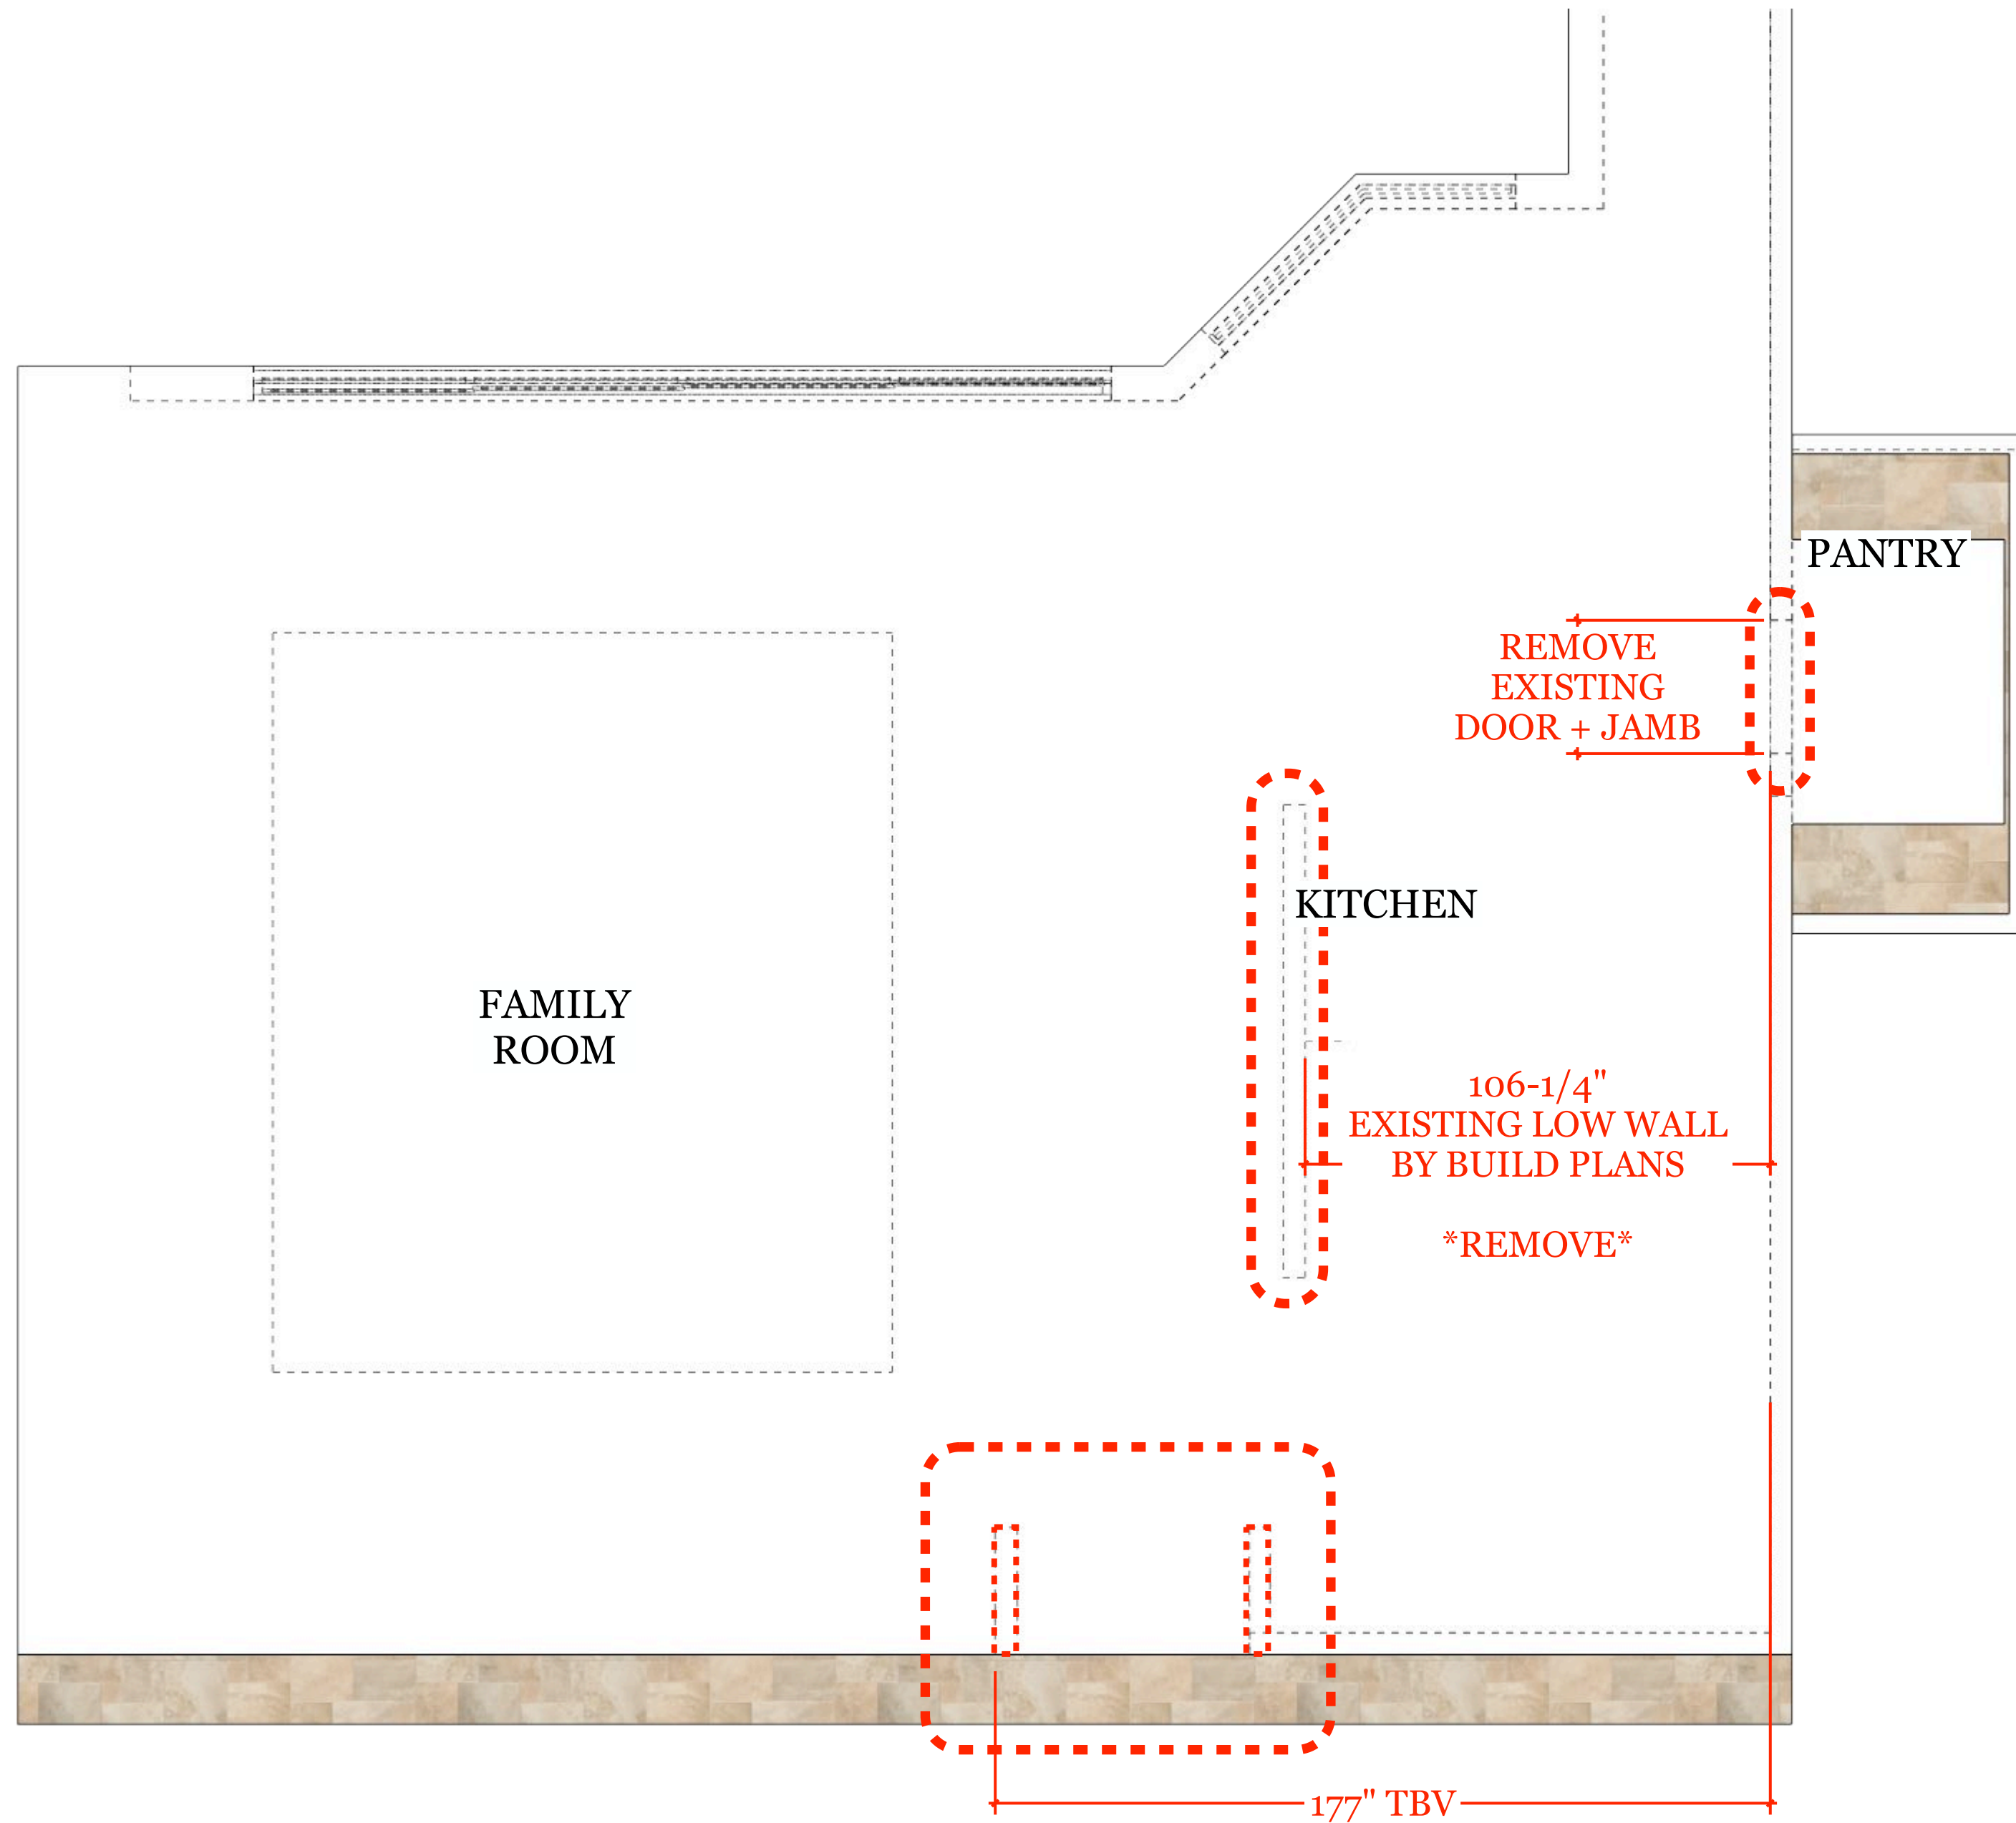 PANTRY
REMOVE
EXISTING
DOOR + JAMB
KITCHEN
FAMILY
ROOM
106-1/4"
EXISTING LOW WALL
BY BUILD PLANS
*REMOVE*
177" TBV